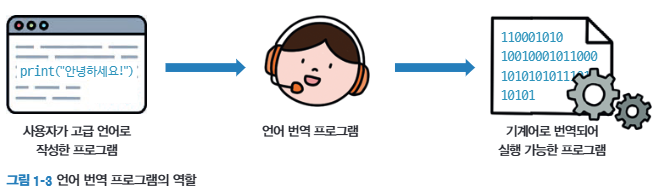 print("안녕하세요!")
110001010
10010001011000
10101010111
10101
사용자가 고급 언어로
작성한 프로그램
언어 번역 프로그램
기계어로 번역되어
실행 가능한 프로그램
그림 1-3 언어 번역 프로그램의 역할